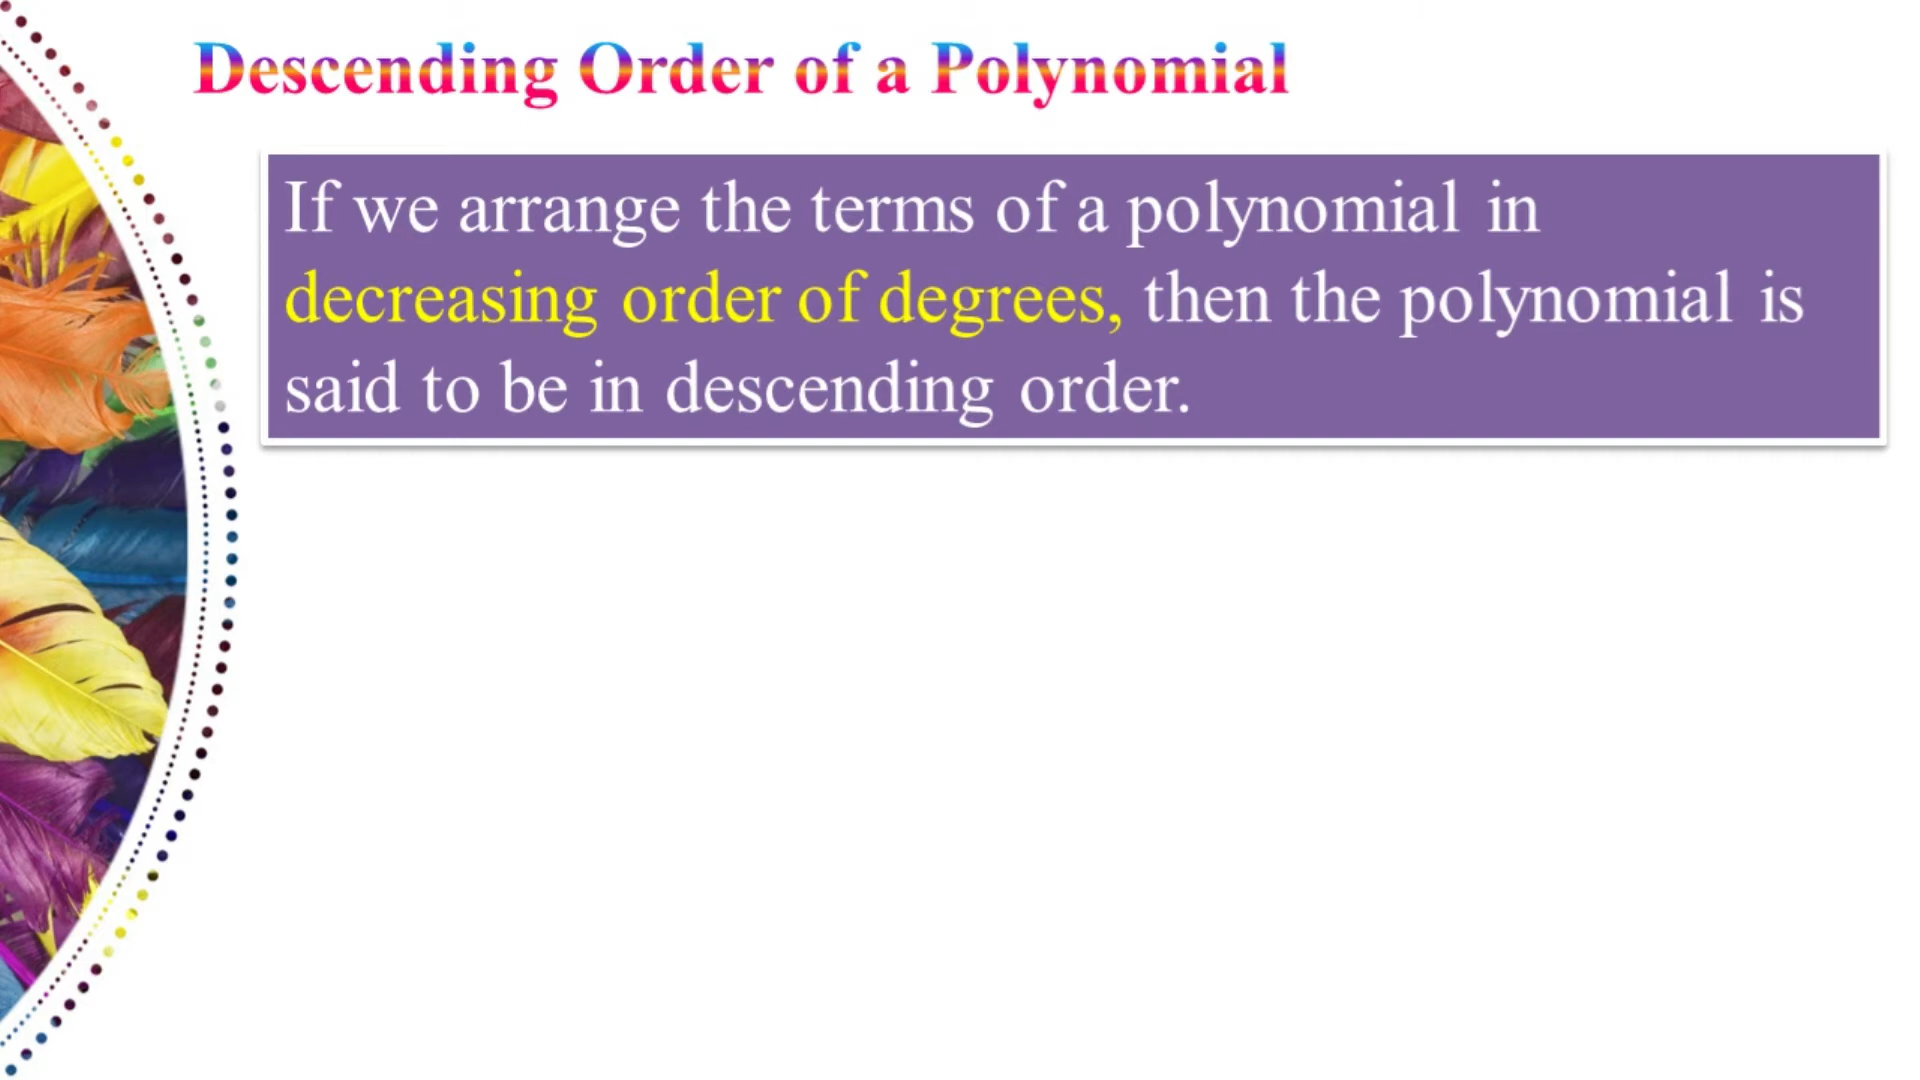 Descending Order of a Polynomial
If we arrange the terms of a polynomial in
decreasing order of degrees, then the polynomial is
said to be in descending order.